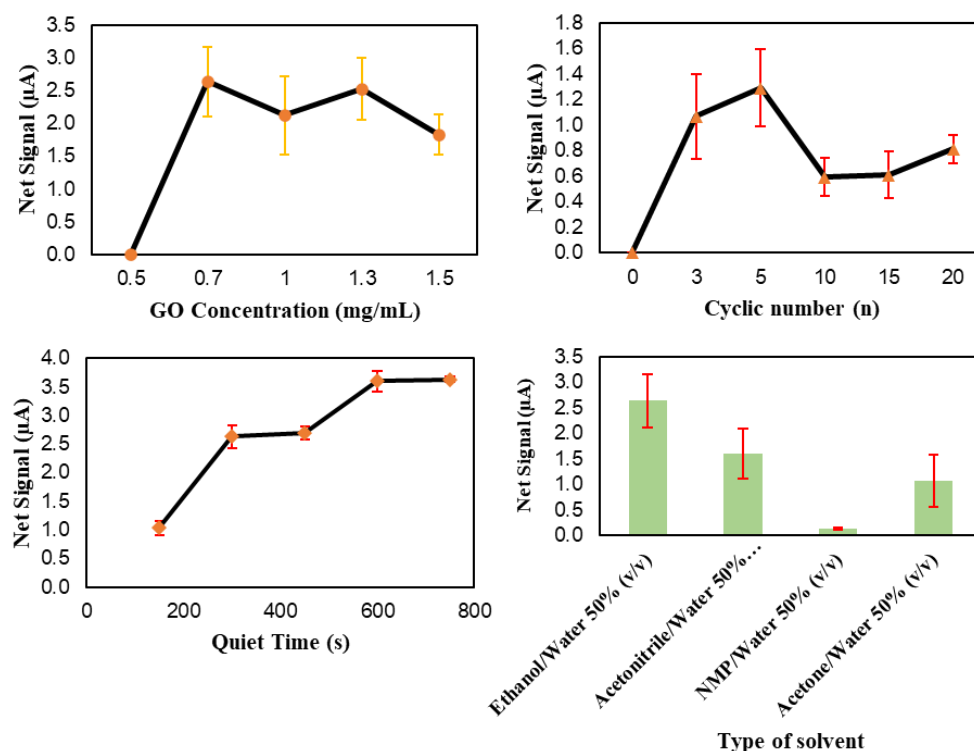 3.5
3.0
2.5
2.0
1.5
1.0
0.5
0.0
Net Signal (µA)
0.5 0.7 1 1.3 1.5
GO Concentration (mg/mL)
1.8
1.6
1.4
1.2
1.0
0.8
0.6
0.4
0.2
0.0
Net Signal (µA)
0 3 5 10 15 20
Cyclic number (n)
4.0
3.5
3.0
2.5
2.0
1.5
1.0
0.5
0.0
Net Signal (µA)
0 200 400 600 800
Quiet Time (s)
3.5
3.0
2.5
2.0
1.5
1.0
0.5
0.0
Net Signal (µA)
Ethanol/Water 50% (v/v)
Acetonitrile/Water 50%…
NMP/Water 50% (v/v)
Acetone/Water 50% (v/v)
Type of solvent